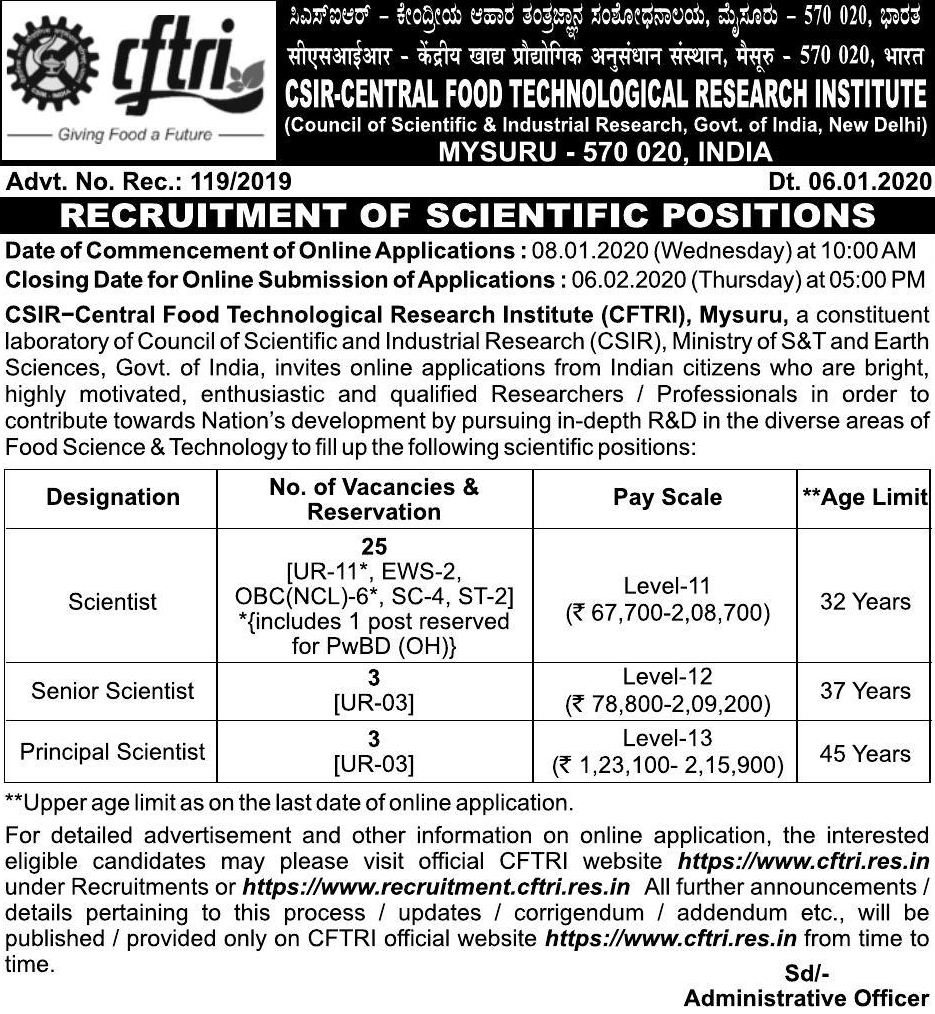 cftri
Giving Food a Future
ಸಿಎಸ್ಐಆರ್ - ಕೇಂದ್ರೀಯ ಆಹಾರ ತಂತ್ರಜ್ಞಾನ ಸಂಶೋಧನಾಲಯ, ಮೈಸೂರು - 570 020, ಭಾರತ
सीएसआईआर - केंद्रीय खाद्य प्रौद्योगिक अनुसंधान संस्थान, मैसूरु - 570 020, भारत
CSIR-CENTRAL FOOD TECHNOLOGICAL RESEARCH INSTITUTE
(Council of Scientific & Industrial Research, Govt. of India, New Delhi)
MYSURU - 570 020, INDIA
Advt. No. Rec.: 119/2019 Dt. 06.01.2020
RECRUITMENT OF SCIENTIFIC POSITIONS
Date of Commencement of Online Applications : 08.01.2020 (Wednesday) at 10:00 AM
Closing Date for Online Submission of Applications : 06.02.2020 (Thursday) at 05:00 PM
CSIR–Central Food Technological Research Institute (CFTRI), Mysuru, a constituent
laboratory of Council of Scientific and Industrial Research (CSIR), Ministry of S&T and Earth
Sciences, Govt. of India, invites online applications from Indian citizens who are bright,
highly motivated, enthusiastic and qualified Researchers / Professionals in order to
contribute towards Nation's development by pursuing in-depth R&D in the diverse areas of
Food Science & Technology to fill up the following scientific positions:
Designation
No. of Vacancies &
Reservation
Pay Scale
**Age Limit
Scientist
25
[UR-11*, EWS-2,
OBC(NCL)-6*, SC-4, ST-2]
*{includes 1 post reserved
for PwBD (OH)}
Level-11
(₹ 67,700-2,08,700)
32 Years
Senior Scientist
3
[UR-03]
Level-12
(₹ 78,800-2,09,200)
37 Years
Principal Scientist
3
[UR-03]
Level-13
(₹ 1,23,100- 2,15,900)
45 Years
**Upper age limit as on the last date of online application.
For detailed advertisement and other information on online application, the interested
eligible candidates may please visit official CFTRI website https://www.cftri.res.in
under Recruitments or https://www.recruitment.cftri.res.in All further announcements /
details pertaining to this process / updates / corrigendum / addendum etc., will be
published / provided only on CFTRI official website https://www.cftri.res.in from time to
time.
Sd/-
Administrative Officer